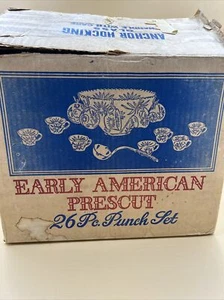 ANCHOR HOCKING
EARLY AMERICAN
PRESCUT
26 Pc. Punch Set